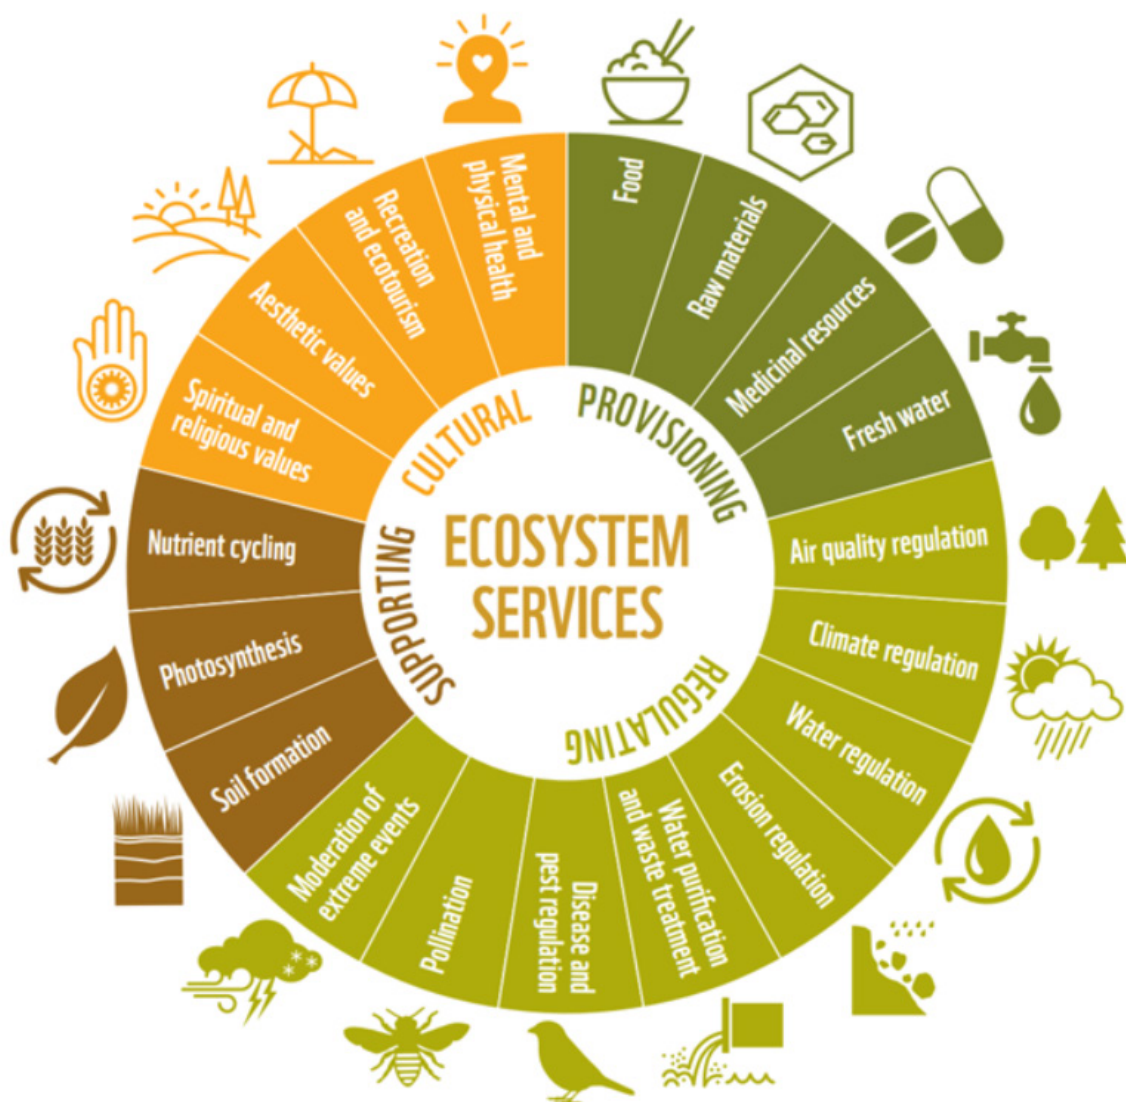 ECOSYSTEM
SERVICES
PROVISIONING
Food
Raw materials
Medicinal resources
Fresh water
REGULATING
Air quality regulation
Climate regulation
Water regulation
Erosion regulation
Water purification
and waste treatment
Disease and
pest regulation
Pollination
Moderation of
extreme events
SUPPORTING
Soil formation
Photosynthesis
Nutrient cycling
CULTURAL
Spiritual and
religious values
Aesthetic values
Recreation
and ecotourism
Mental and
physical health